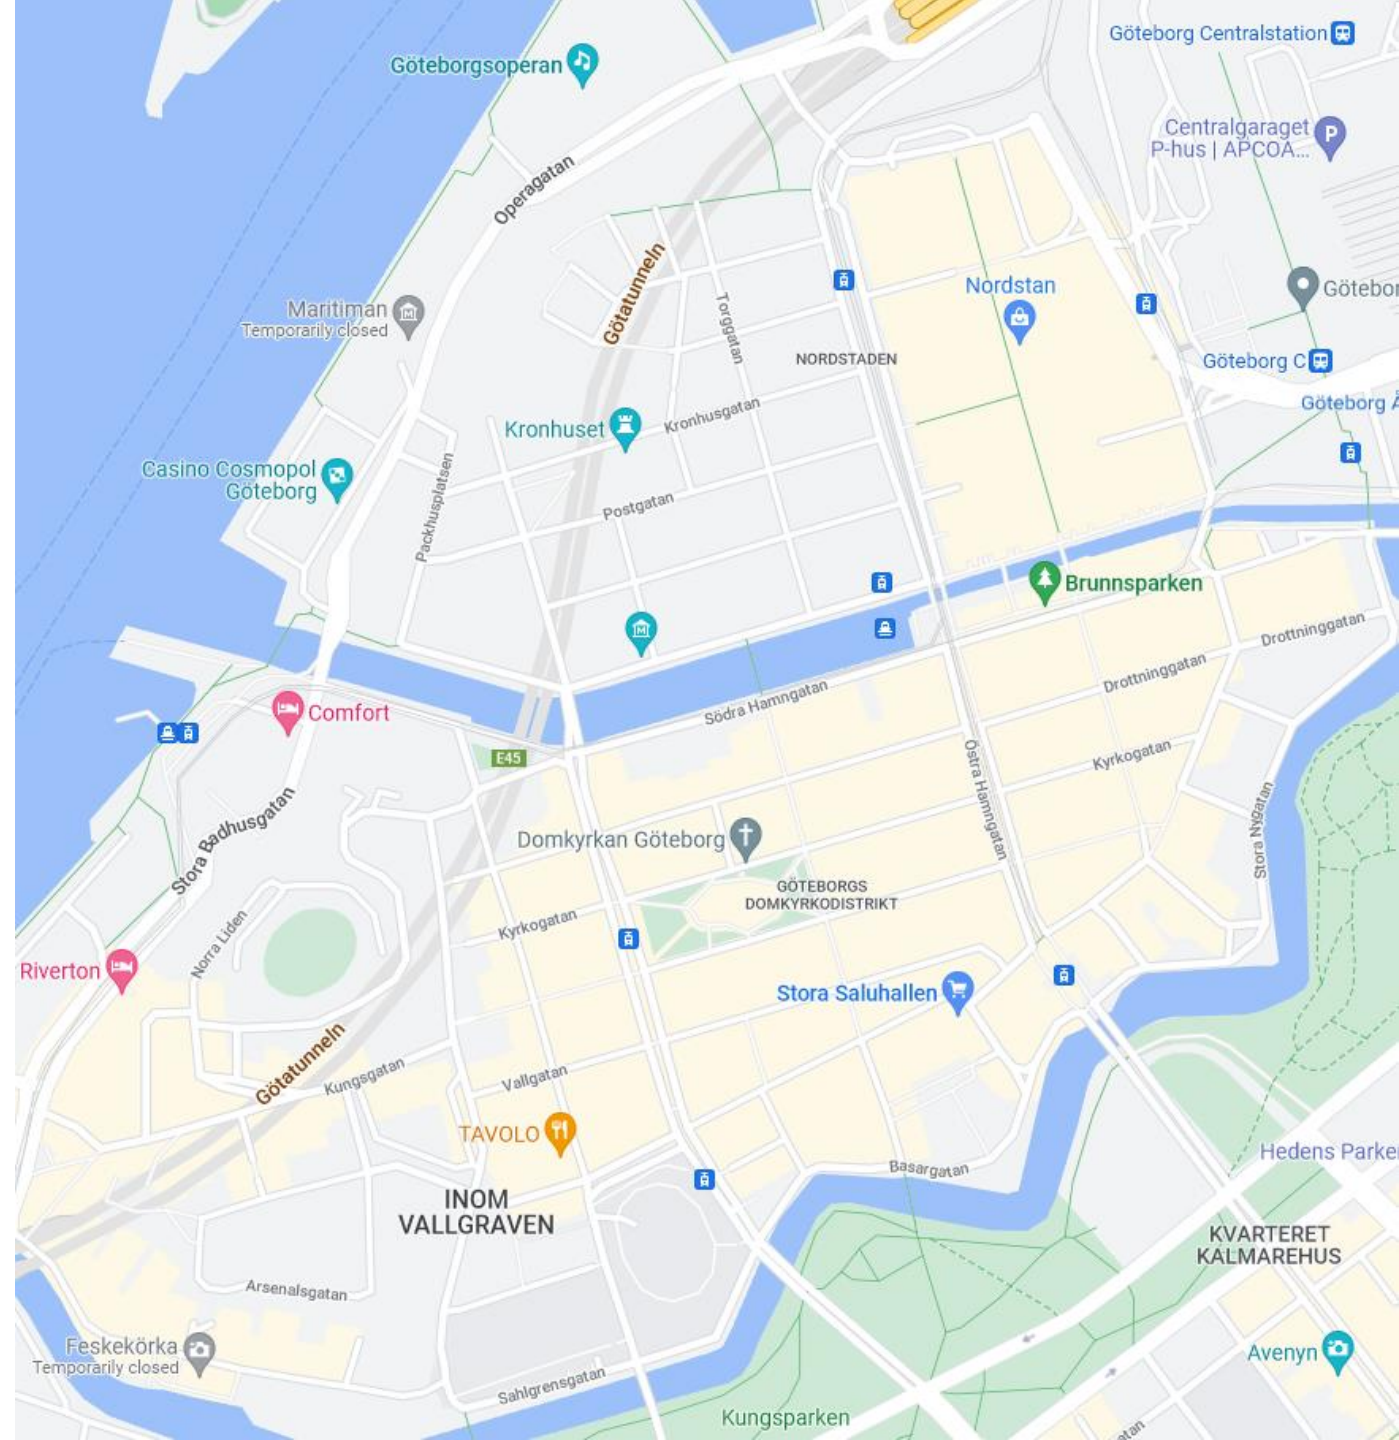 Göteborg Centralstation
Göteborgsoperan
Centralgaraget
P-hus | APCOA...
P
Operagatan
Götatunneln
Nordstan
Götebor
Maritiman
Temporarily closed
Torggatan
NORDSTADEN
Göteborg C
Göteborg Å
Kronhusgatan
Kronhuset
Casino Cosmopol
Göteborg
Packhusplatsen
Postgatan
Brunnsparken
Drottninggatan
Drottninggatan
Södra Hamngatan
Comfort
E45
Östra Hamngatan
Kyrkogatan
Stora Badhusgatan
Stora Nygatan
Domkyrkan Göteborg
GÖTEBORGS
DOMKYRKODISTRIKT
Kyrkogatan
Norra Liden
Riverton
Stora Saluhallen
Götatunneln
Kungsgatan
Vallgatan
TAVOLO
Basargatan
Hedens Parke
INOM
VALLGRAVEN
KVARTERET
KALMAREHUS
Arsenalsgatan
Feskekörka
Temporarily closed
Avenyn
Sahlgrensgatan
Kungsparken
atan